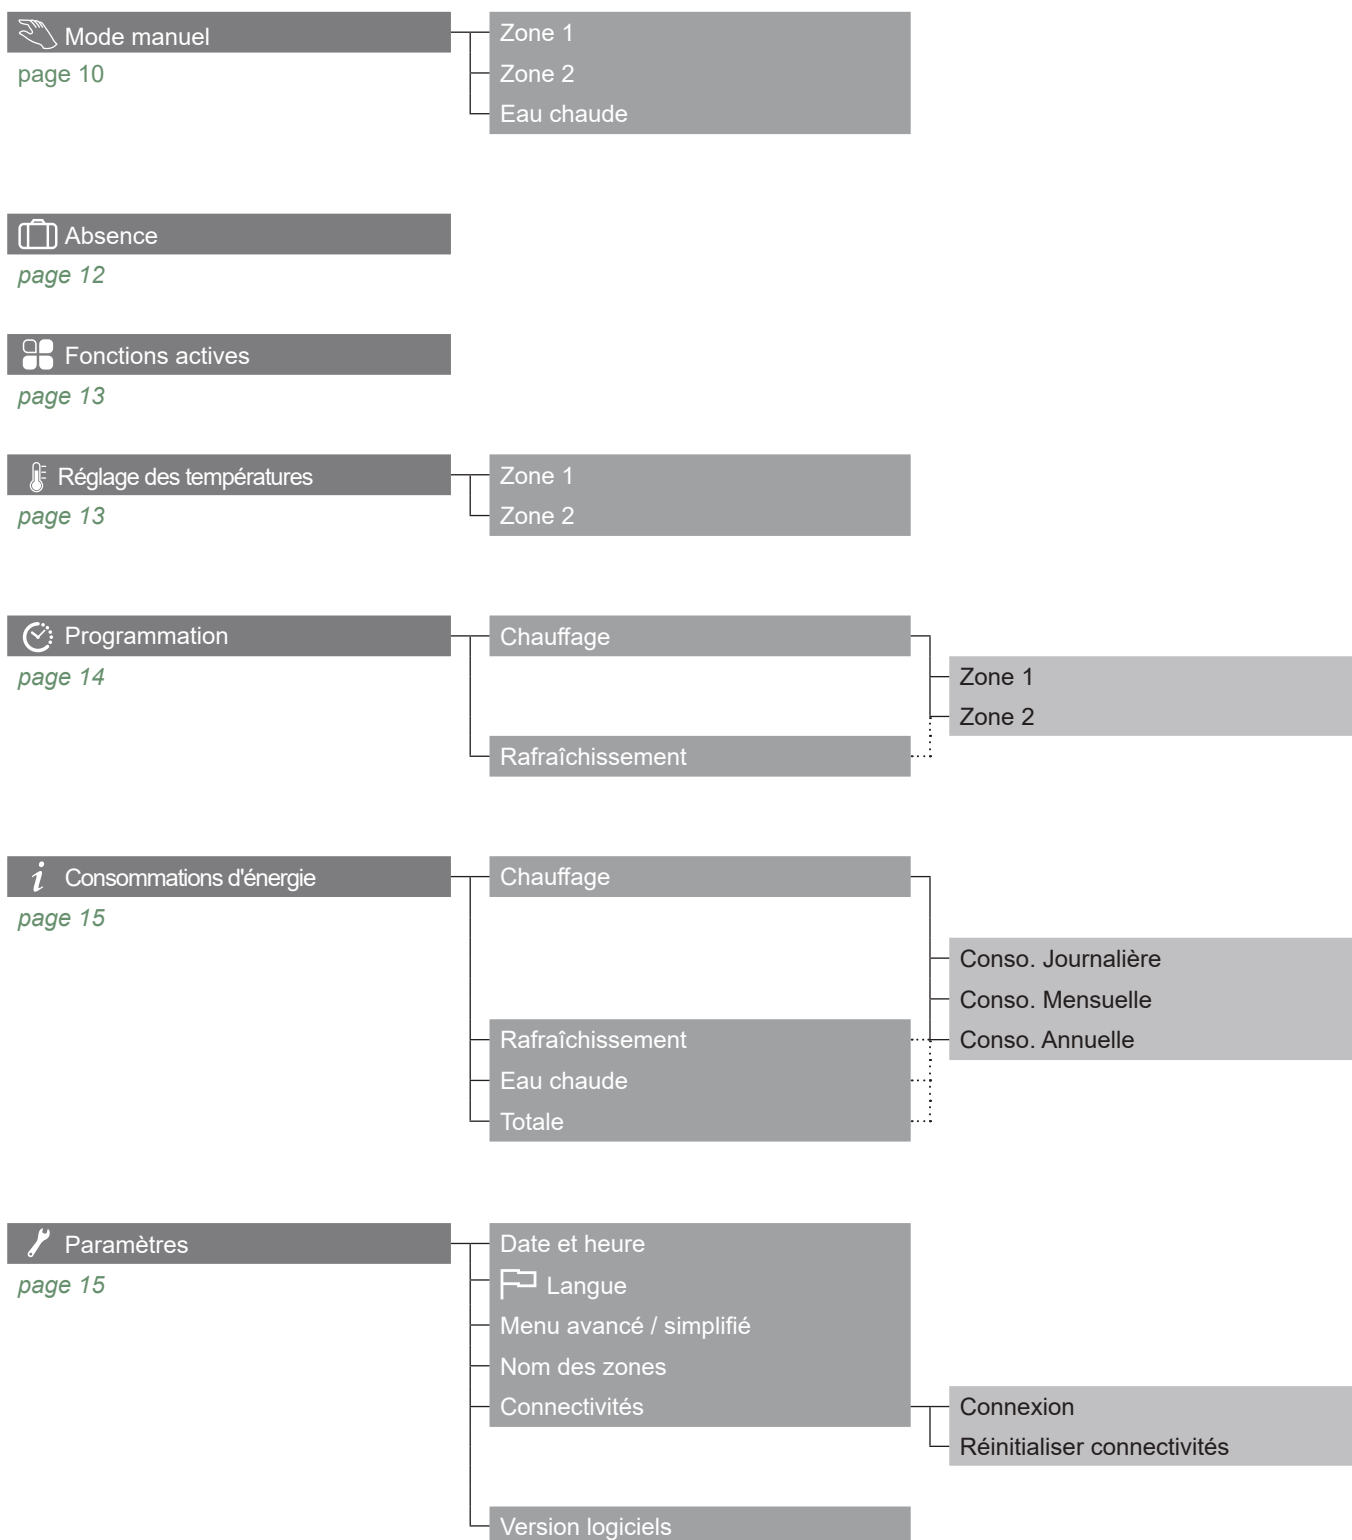 Mode manuel
page 10
Zone 1
Zone 2
Eau chaude
Absence
page 12
Fonctions actives
page 13
Réglage des températures
page 13
Zone 1
Zone 2
Programmation
page 14
Chauffage
Zone 1
Zone 2
Rafraîchissement
Consommations d'énergie
page 15
Chauffage
Conso. Journalière
Conso. Mensuelle
Conso. Annuelle
Rafraîchissement
Eau chaude
Totale
Paramètres
page 15
Date et heure
Langue
Menu avancé / simplifié
Nom des zones
Connectivités
Connexion
Réinitialiser connectivités
Version logiciels